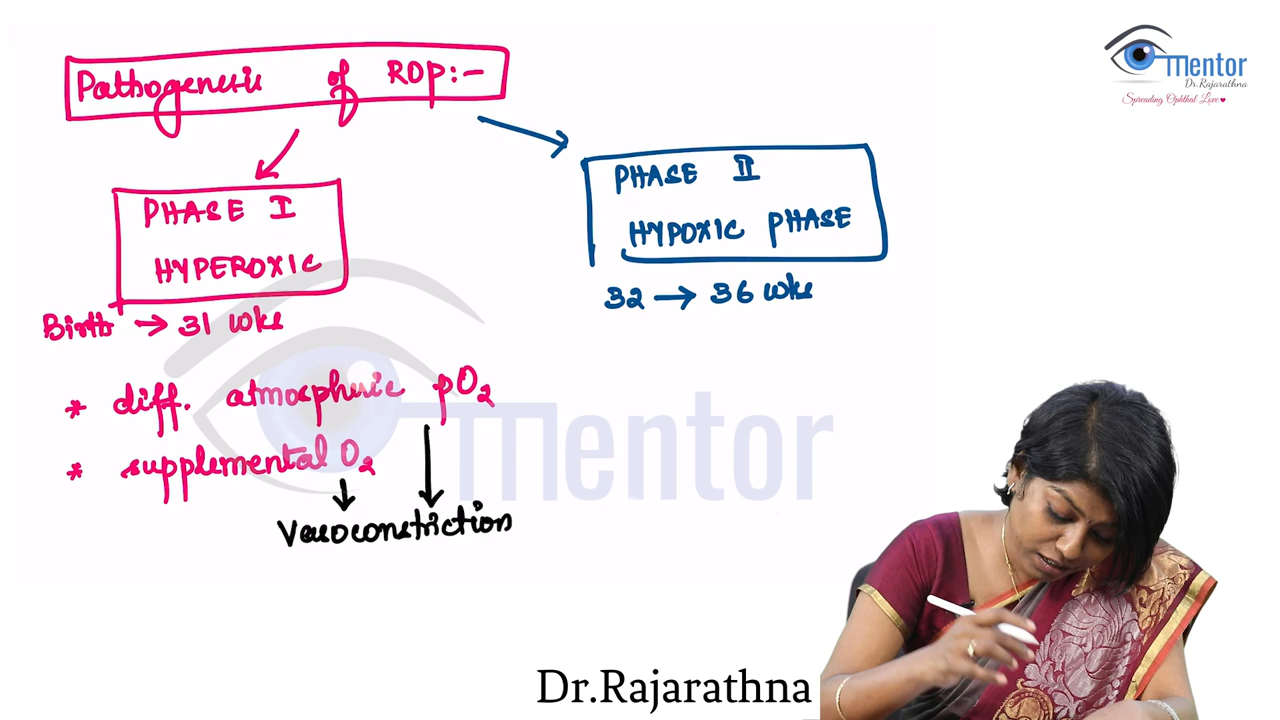 Pathogenesis of ROP:-
PHASE I
HYPEROXIC
Birth → 31 wks
* diff. atmospheric pO2
* supplemental O2
Vasoconstriction
PHASE II
HYPOXIC PHASE
32 → 36 wks
mentor
Dr.Rajarathna
Spreading Ophthal Love
mentor
Dr.Rajarathna